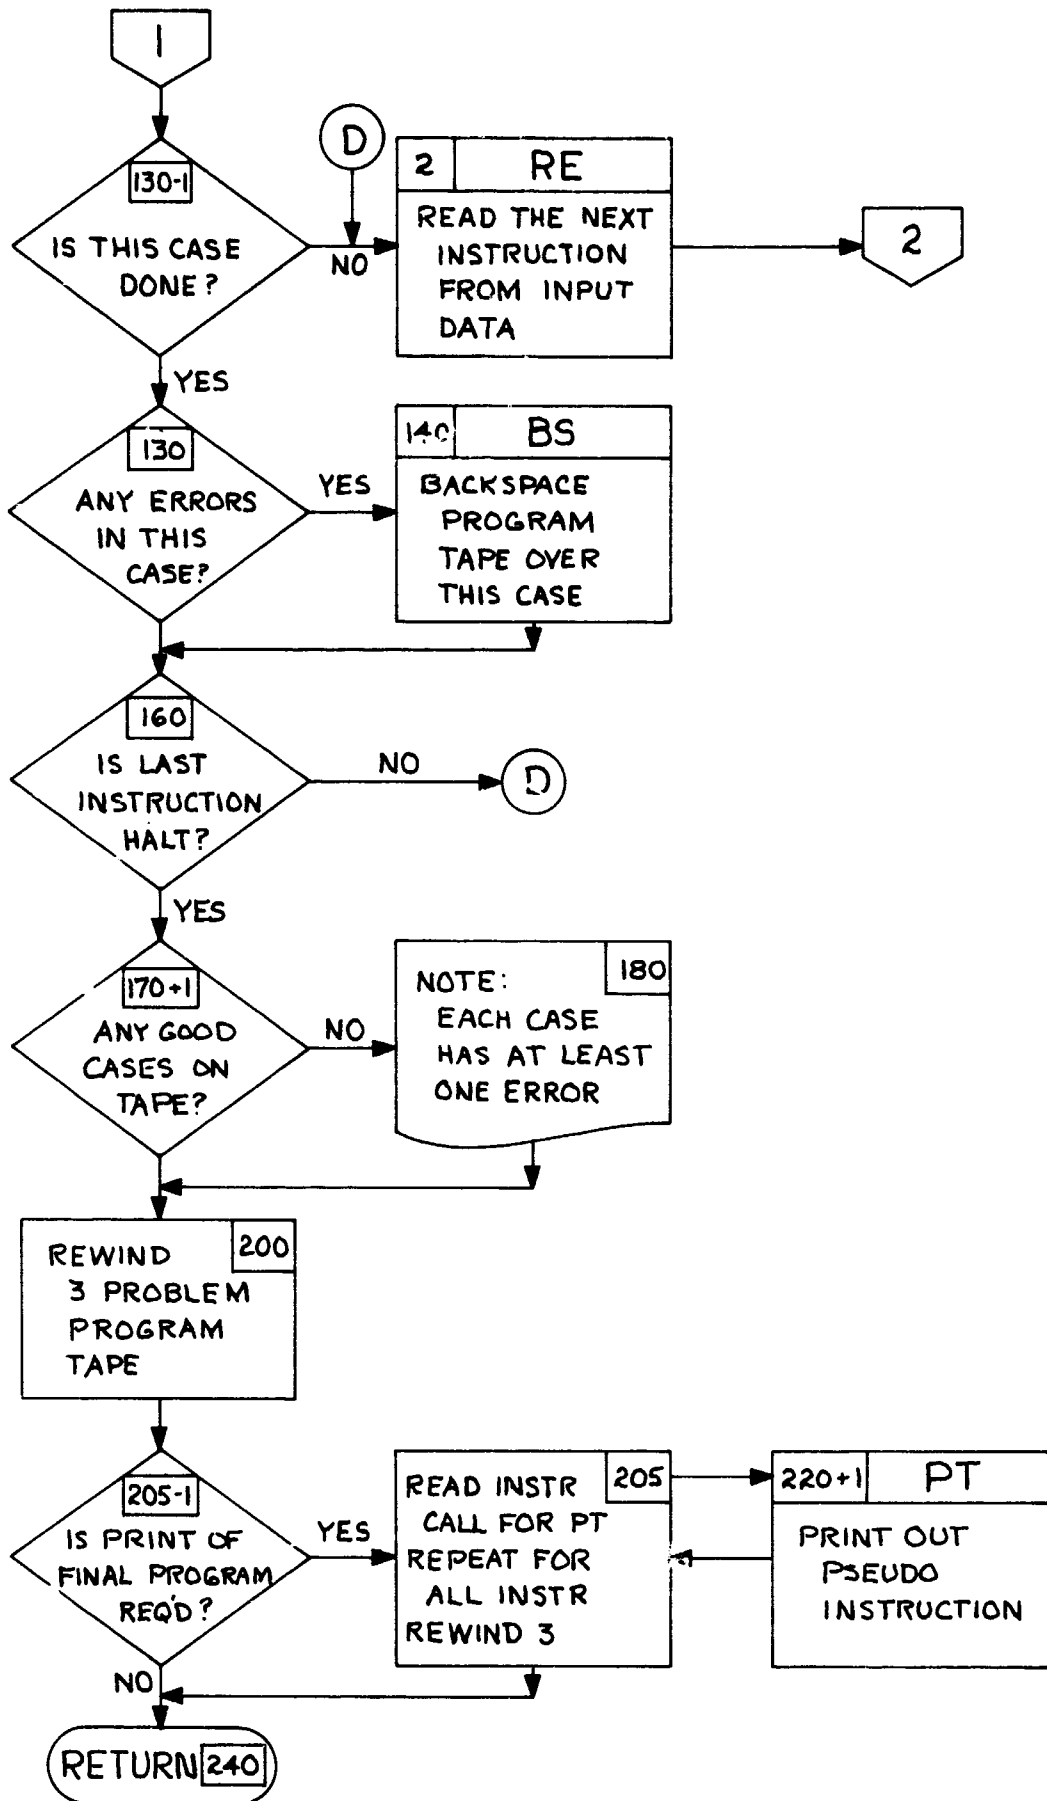 1
130-1
IS THIS CASE
DONE?
NO
D
2
RE
READ THE NEXT
INSTRUCTION
FROM INPUT
DATA
2
YES
130
ANY ERRORS
IN THIS
CASE?
YES
140
BS
BACKSPACE
PROGRAM
TAPE OVER
THIS CASE
160
IS LAST
INSTRUCTION
HALT?
NO
D
YES
170+1
ANY GOOD
CASES ON
TAPE?
NO
180
NOTE:
EACH CASE
HAS AT LEAST
ONE ERROR
200
REWIND
3 PROBLEM
PROGRAM
TAPE
205-1
IS PRINT OF
FINAL PROGRAM
REQ'D?
YES
205
READ INSTR
CALL FOR PT
REPEAT FOR
ALL INSTR
REWIND 3
220+1
PT
PRINT OUT
PSEUDO
INSTRUCTION
NO
RETURN 240